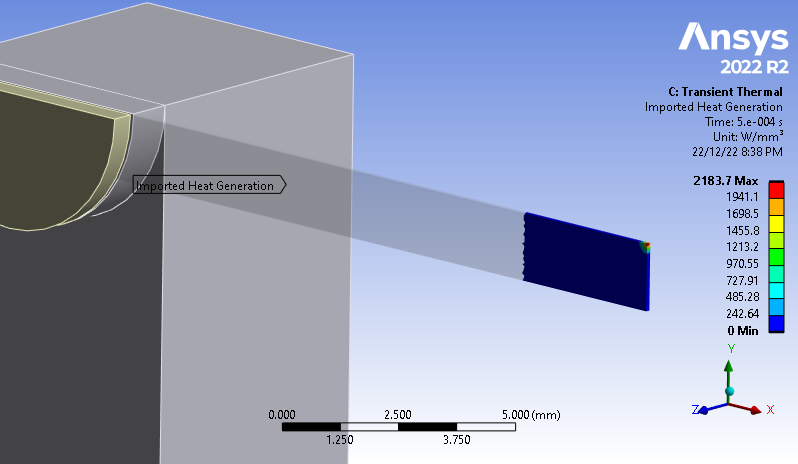 Ansys
2022 R2
C: Transient Thermal
Imported Heat Generation
Time: 5.e-004 s
Unit: W/mm³
22/12/22 8:38 PM
2183.7 Max
1941.1
1698.5
1455.8
1213.2
970.55
727.91
485.28
242.64
0 Min
Imported Heat Generation
Y
Z
X
0.000
2.500
5.000 (mm)
1.250
3.750